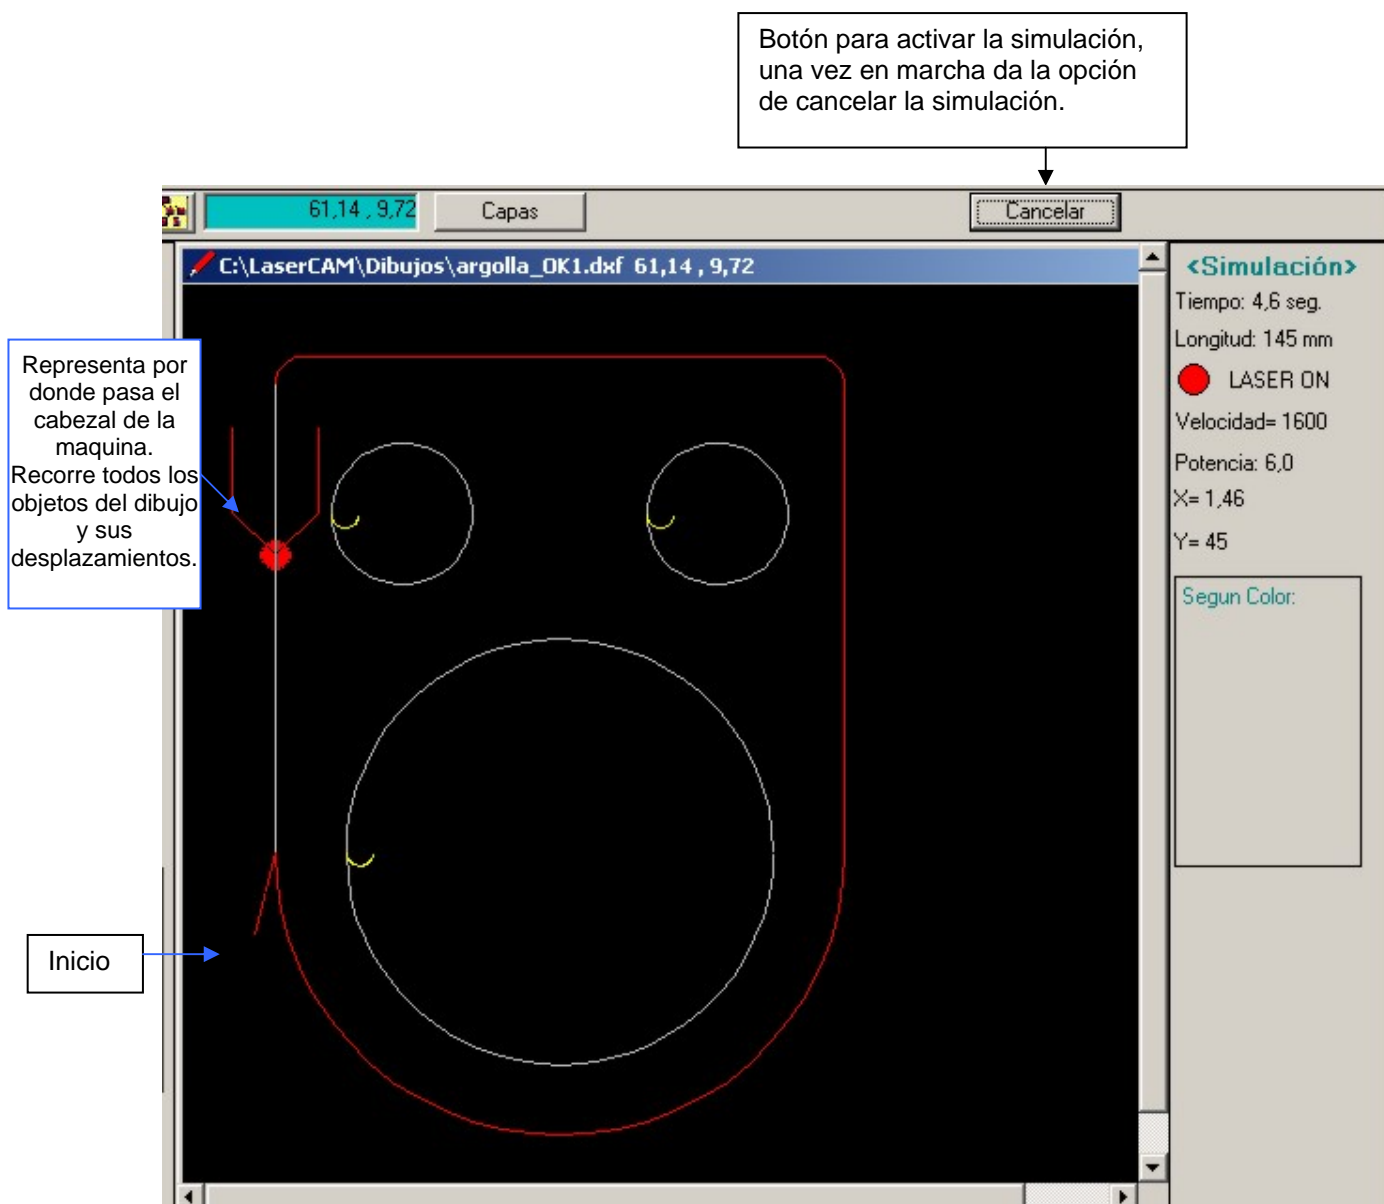 Botón para activar la simulación,
una vez en marcha da la opción
de cancelar la simulación.
61,14 , 9,72
Capas
Cancelar
C:\LaserCAM\Dibujos\argolla_OK1.dxf 61,14 , 9,72
<Simulación>
Tiempo: 4,6 seg.
Longitud: 145 mm
LASER ON
Velocidad= 1600
Potencia: 6,0
X= 1,46
Y= 45
Segun Color:
Representa por
donde pasa el
cabezal de la
maquina.
Recorre todos los
objetos del dibujo
y sus
desplazamientos.
Inicio